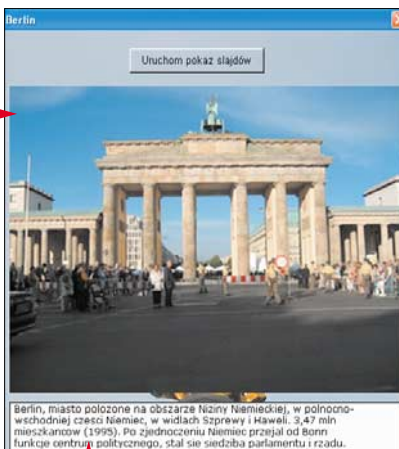 Berlin
Uruchom pokaz slajdów
Berlin, miasto polozone na obszarze Niziny Niemieckiej, w polnocno-
wschodniej czesci Niemiec, w widlach Szprewy i Haweli. 3,47 mln
mieszkancow (1995). Po zjednoczeniu Niemiec przejal od Bonn
funkcje centrum politycznego, stal sie siedziba parlamentu i rzadu.